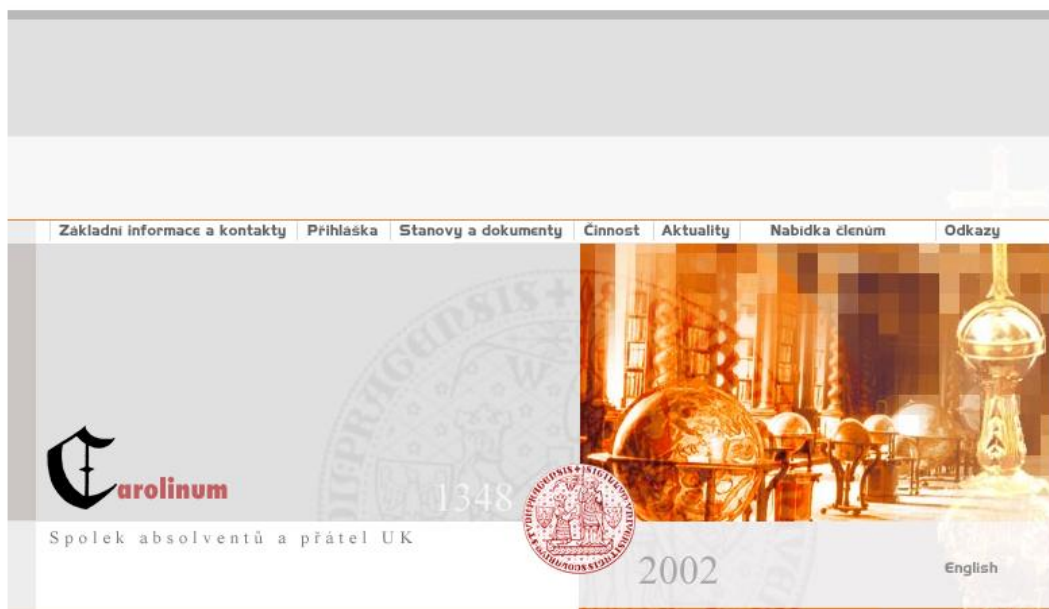 Základní informace a kontakty
Přihláška
Stanovy a dokumenty
Činnost
Aktuality
Nabídka členům
Odkazy
Carolinum
1348
Spolek absolventů a přátel UK
2002
English